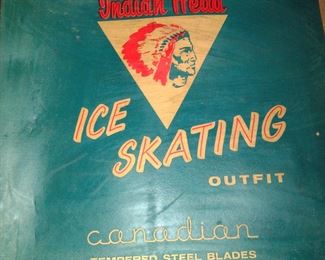 Indian Head
ICE
SKATING
OUTFIT
canadian
TEMPERED STEEL BLADES